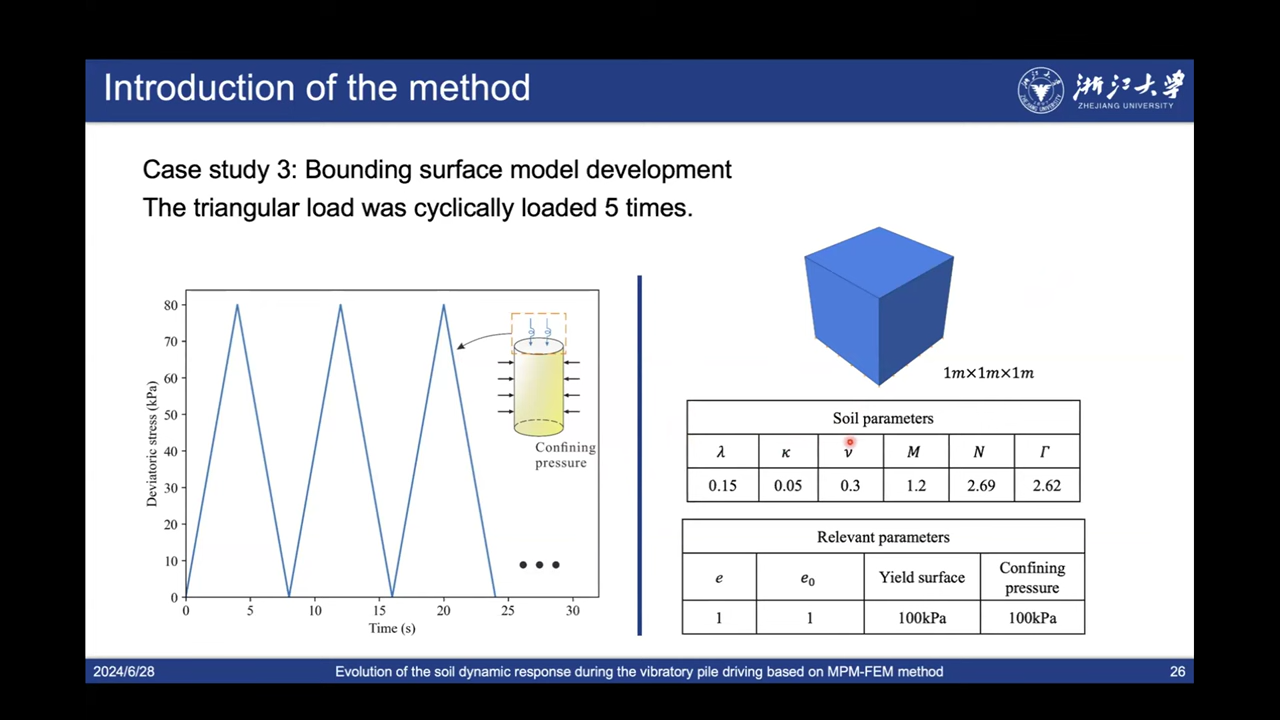 Introduction of the method
浙江大学
ZHEJIANG UNIVERSITY
Case study 3: Bounding surface model development
The triangular load was cyclically loaded 5 times.
Deviatoric stress (kPa)
80
70
60
50
40
30
20
10
0
0 5 10 15 20 25 30
Time (s)
q q
Confining
pressure
1m×1m×1m
Soil parameters
λ κ ν M N Γ
0.15 0.05 0.3 1.2 2.69 2.62
Relevant parameters
e e₀ Yield surface Confining pressure
1 1 100kPa 100kPa
2024/6/28 Evolution of the soil dynamic response during the vibratory pile driving based on MPM-FEM method 26